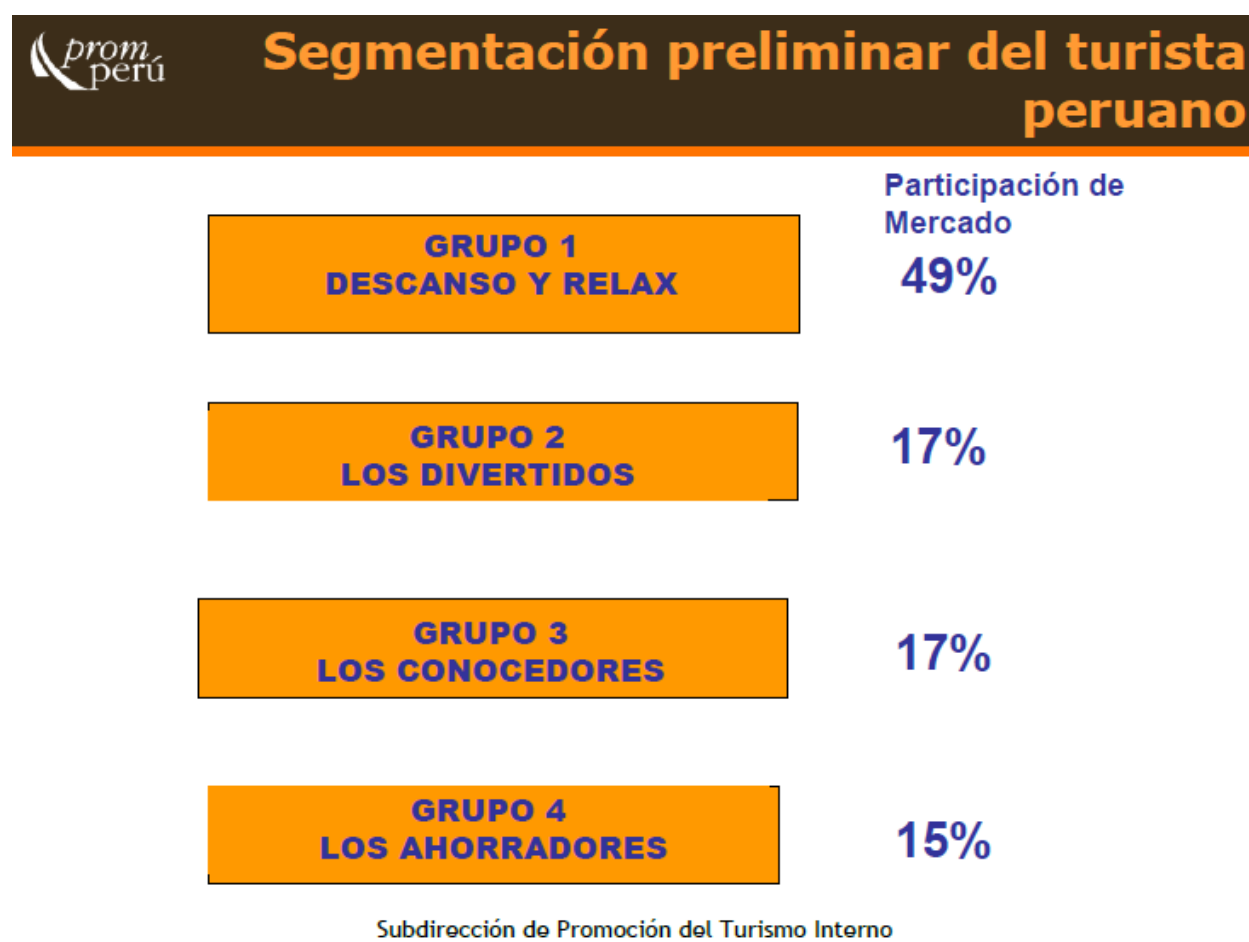 prom
perú
Segmentación preliminar del turista
peruano
Participación de
Mercado
GRUPO 1
DESCANSO Y RELAX
49%
GRUPO 2
LOS DIVERTIDOS
17%
GRUPO 3
LOS CONOCEDORES
17%
GRUPO 4
LOS AHORRADORES
15%
Subdirección de Promoción del Turismo Interno